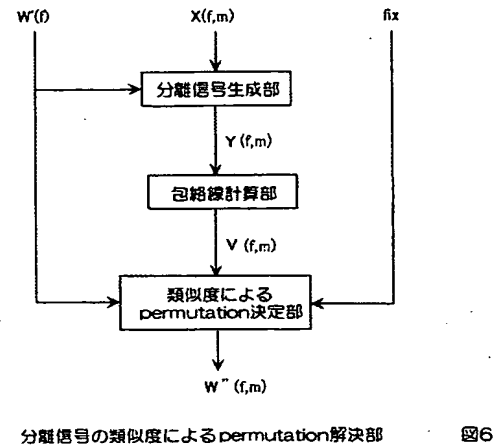 W'(f) X(f,m) fix
分離信号生成部
Y(f,m)
包絡線計算部
V(f,m)
類似度による
permutation決定部
W"(f,m)
分離信号の類似度によるpermutation解決部 図6